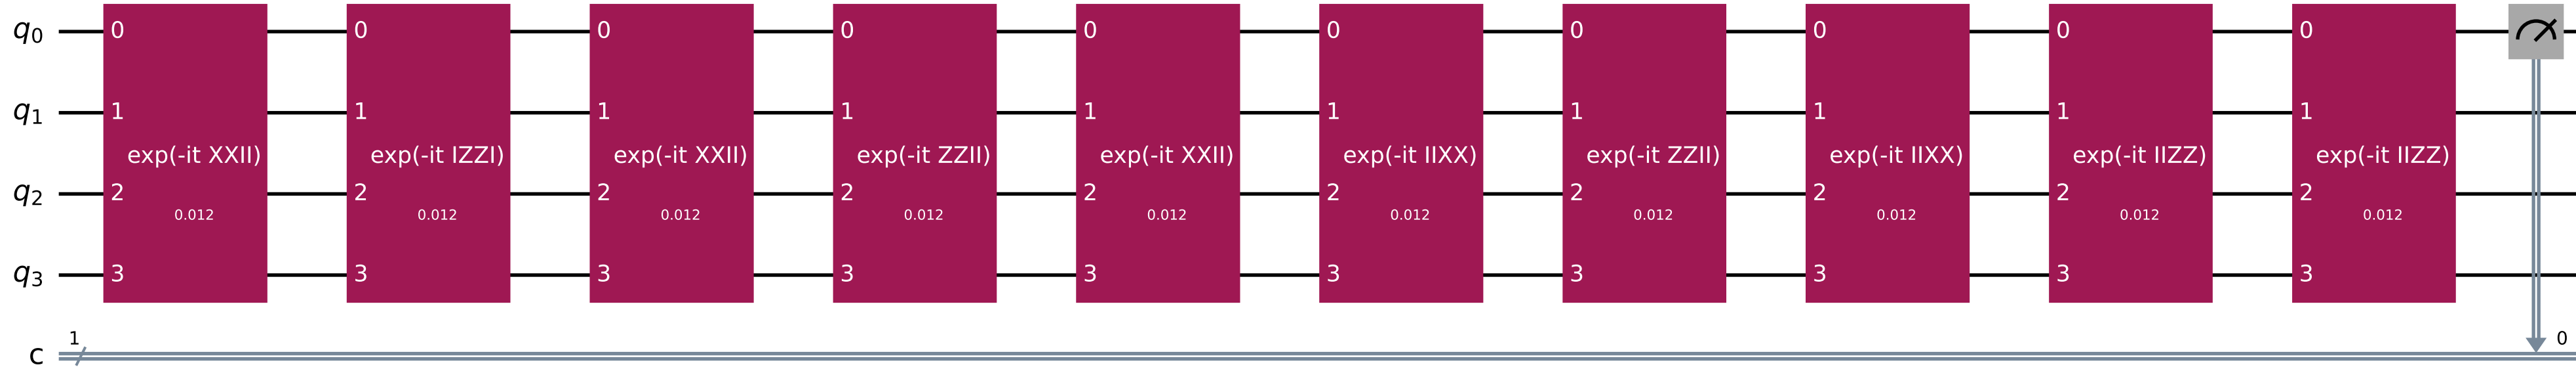 q0 0 0 0 0 0 0 0 0 0 0
q1 1 1 1 1 1 1 1 1 1 1
exp(-it XXII) exp(-it IZZI) exp(-it XXII) exp(-it ZZII) exp(-it XXII) exp(-it IIXX) exp(-it ZZII) exp(-it IIXX) exp(-it IIZZ) exp(-it IIZZ)
q2 2 2 2 2 2 2 2 2 2 2
0.012 0.012 0.012 0.012 0.012 0.012 0.012 0.012 0.012 0.012
q3 3 3 3 3 3 3 3 3 3 3
1 0
c